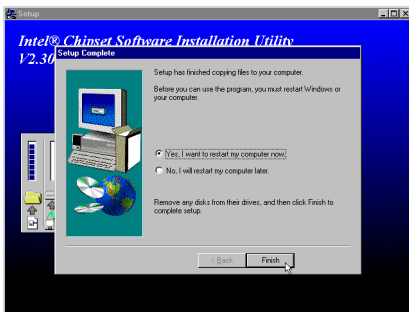 Setup
Intel® Chipset Software Installation Utility
V2.30
Setup Complete
Setup has finished copying files to your computer.
Before you can use the program, you must restart Windows or
your computer.
Yes, I want to restart my computer now.
No, I will restart my computer later.
Remove any disks from their drives, and then click Finish to
complete setup.
< Back
Finish